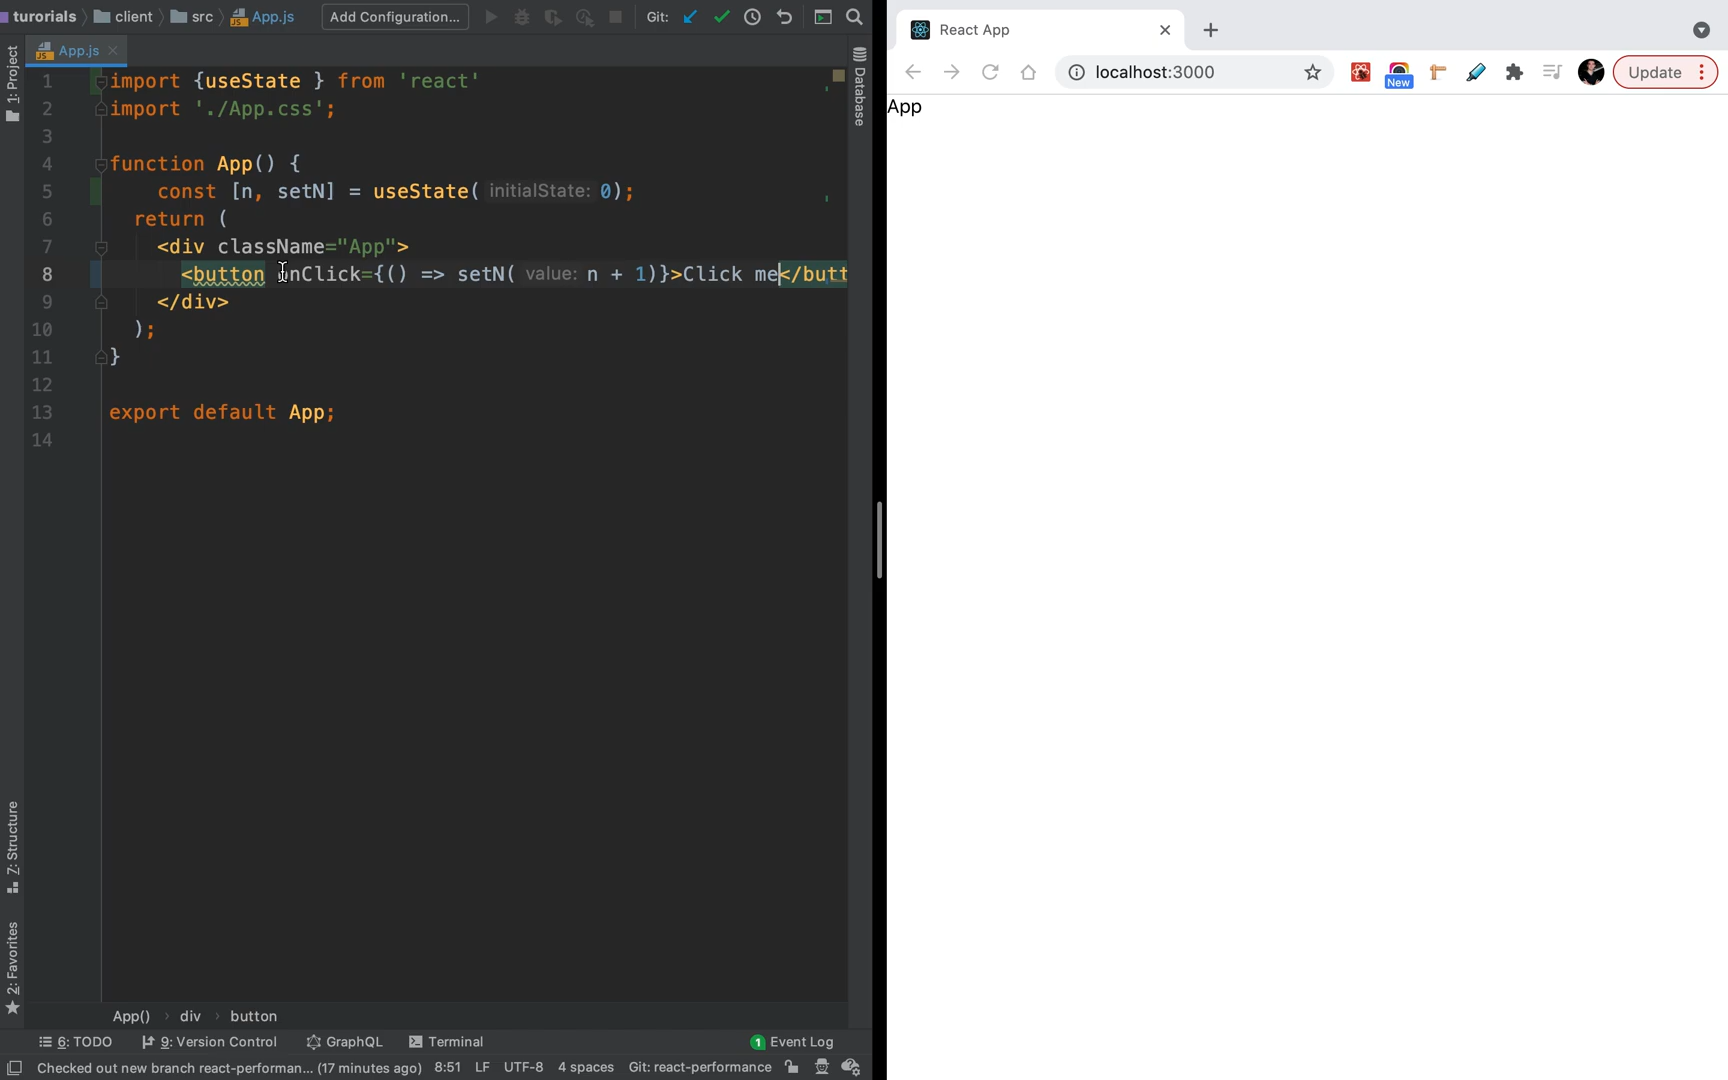 turorials client src App.js Add Configuration... Git:
App.js
1: Project
Database
1 import {useState } from 'react'
2 import './App.css';
3
4 function App() {
5 const [n, setN] = useState( initialState: 0);
6 return (
7 <div className="App">
8 <button onClick={() => setN( value: n + 1)}>Click me</butt
9 </div>
10 );
11 }
12
13 export default App;
14
7: Structure
2: Favorites
App() div button
6: TODO 9: Version Control GraphQL Terminal 1 Event Log
Checked out new branch react-performan... (17 minutes ago) 8:51 LF UTF-8 4 spaces Git: react-performance
React App
localhost:3000 New Update
App